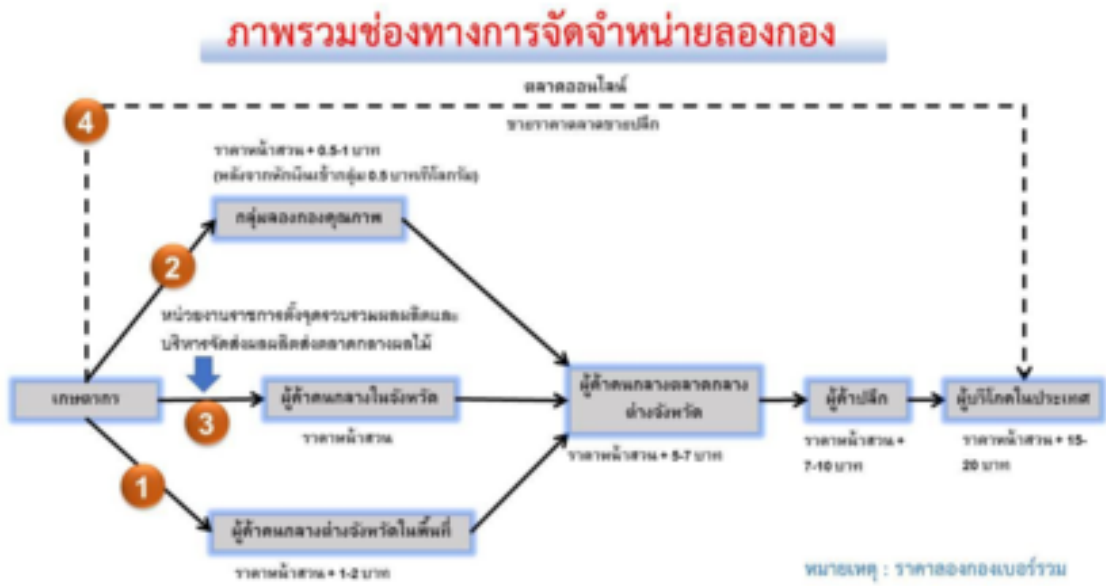 ภาพรวมช่องทางการจัดจำหน่ายลองกอง
ตลาดออนไลน์
ขายราคาตลาดขายปลีก
4
ราคาหน้าสวน + 0.5-1 บาท
(หลังจากหักเงินเข้ากลุ่ม 0.5 บาท/กิโลกรัม)
กลุ่มลองกองคุณภาพ
2
หน่วยงานราชการตั้งจุดรวบรวมผลผลิตและ
บริหารจัดส่งผลผลิตส่งตลาดกลางผลไม้
เกษตรกร
3
ผู้ค้าคนกลางในจังหวัด
ราคาหน้าสวน
ผู้ค้าคนกลางตลาดกลาง
ต่างจังหวัด
ราคาหน้าสวน + 5-7 บาท
ผู้ค้าปลีก
ราคาหน้าสวน +
7-10 บาท
ผู้บริโภคในประเทศ
ราคาหน้าสวน + 15-
20 บาท
1
ผู้ค้าคนกลางต่างจังหวัดในพื้นที่
ราคาหน้าสวน + 1-2 บาท
หมายเหตุ : ราคาลองกองเบอร์รวม